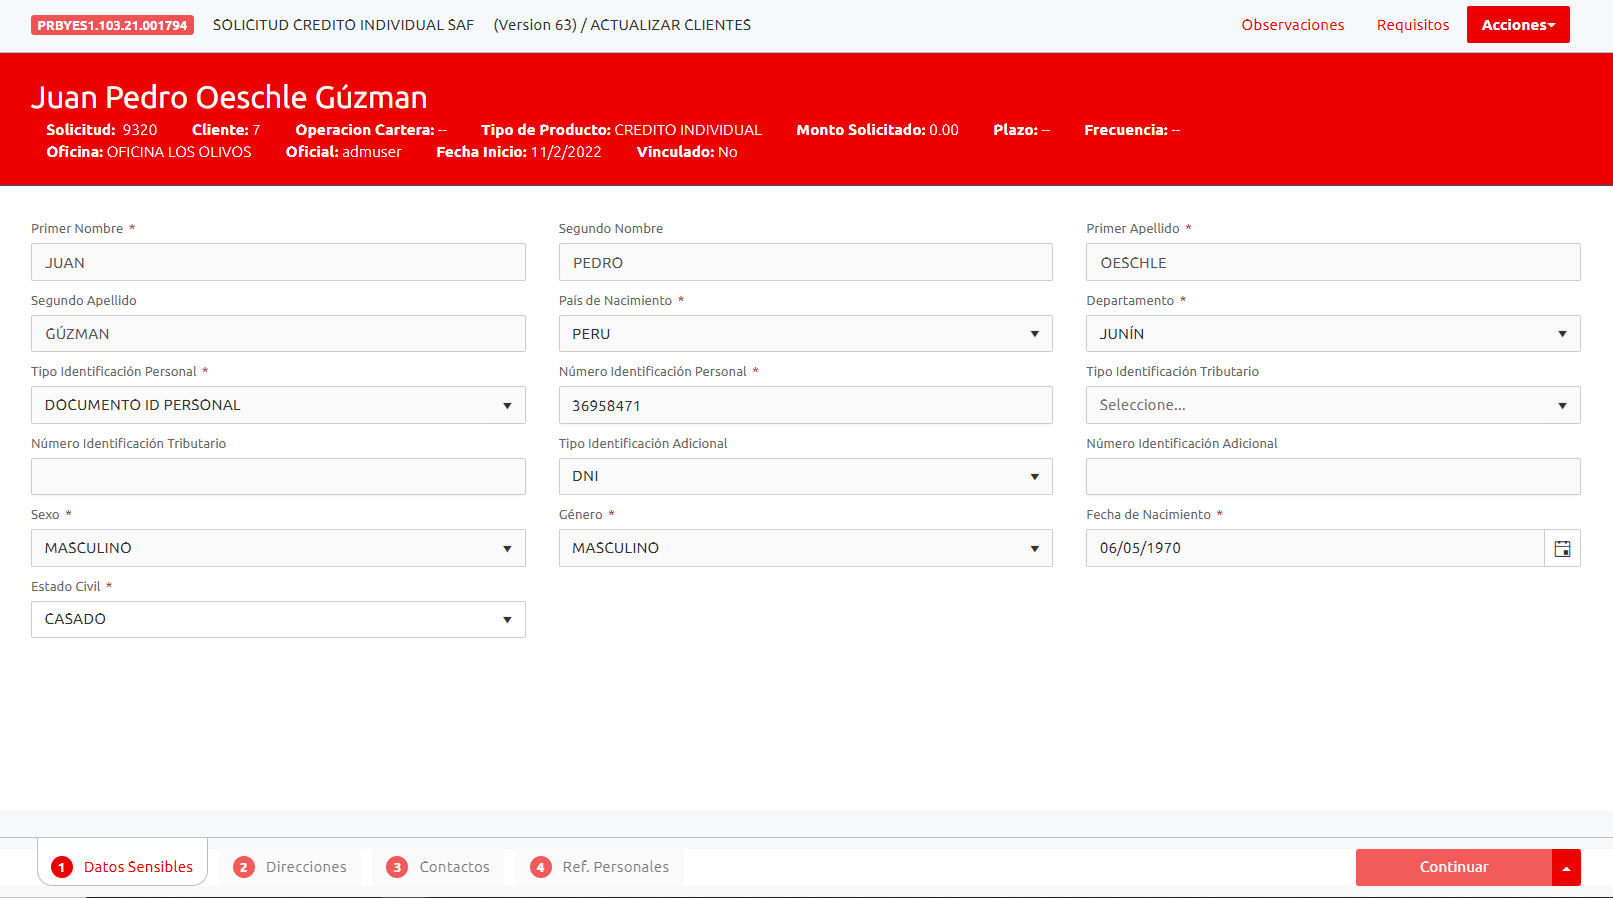 PRBYES1.103.21.001794 SOLICITUD CREDITO INDIVIDUAL SAF (Version 63) / ACTUALIZAR CLIENTES Observaciones Requisitos Acciones
Juan Pedro Oeschle Gúzman
Solicitud: 9320 Cliente: 7 Operacion Cartera: -- Tipo de Producto: CREDITO INDIVIDUAL Monto Solicitado: 0.00 Plazo: -- Frecuencia: --
Oficina: OFICINA LOS OLIVOS Oficial: admuser Fecha Inicio: 11/2/2022 Vinculado: No
Primer Nombre * Segundo Nombre Primer Apellido *
JUAN PEDRO OESCHLE
Segundo Apellido País de Nacimiento * Departamento *
GÚZMAN PERU JUNÍN
Tipo Identificación Personal * Número Identificación Personal * Tipo Identificación Tributario
DOCUMENTO ID PERSONAL 36958471 Seleccione...
Número Identificación Tributario Tipo Identificación Adicional Número Identificación Adicional
DNI
Sexo * Género * Fecha de Nacimiento *
MASCULINO MASCULINO 06/05/1970
Estado Civil *
CASADO
1 Datos Sensibles 2 Direcciones 3 Contactos 4 Ref. Personales Continuar